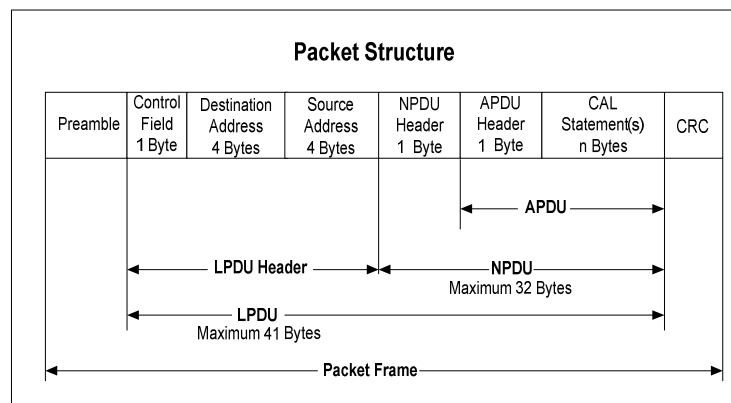 Packet Structure
Preamble
Control
Field
1 Byte
Destination
Address
4 Bytes
Source
Address
4 Bytes
NPDU
Header
1 Byte
APDU
Header
1 Byte
CAL
Statement(s)
n Bytes
CRC
APDU
LPDU Header
NPDU
Maximum 32 Bytes
LPDU
Maximum 41 Bytes
Packet Frame